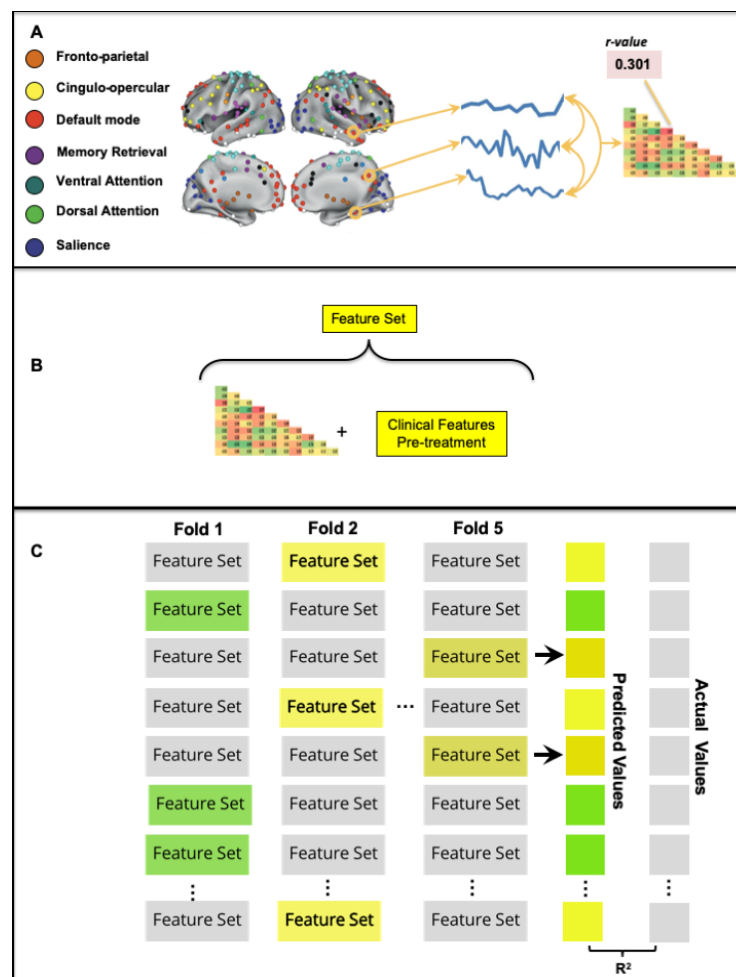 A
Fronto-parietal
Cingulo-opercular
Default mode
Memory Retrieval
Ventral Attention
Dorsal Attention
Salience
r-value
0.301
B
Feature Set
+
Clinical Features
Pre-treatment
C
Fold 1 Fold 2 Fold 5
Feature Set Feature Set Feature Set
Feature Set Feature Set Feature Set
Feature Set Feature Set Feature Set
Feature Set Feature Set ... Feature Set
Feature Set Feature Set Feature Set
Feature Set Feature Set Feature Set
Feature Set Feature Set Feature Set
Feature Set Feature Set Feature Set
Predicted Values
Actual Values
R²